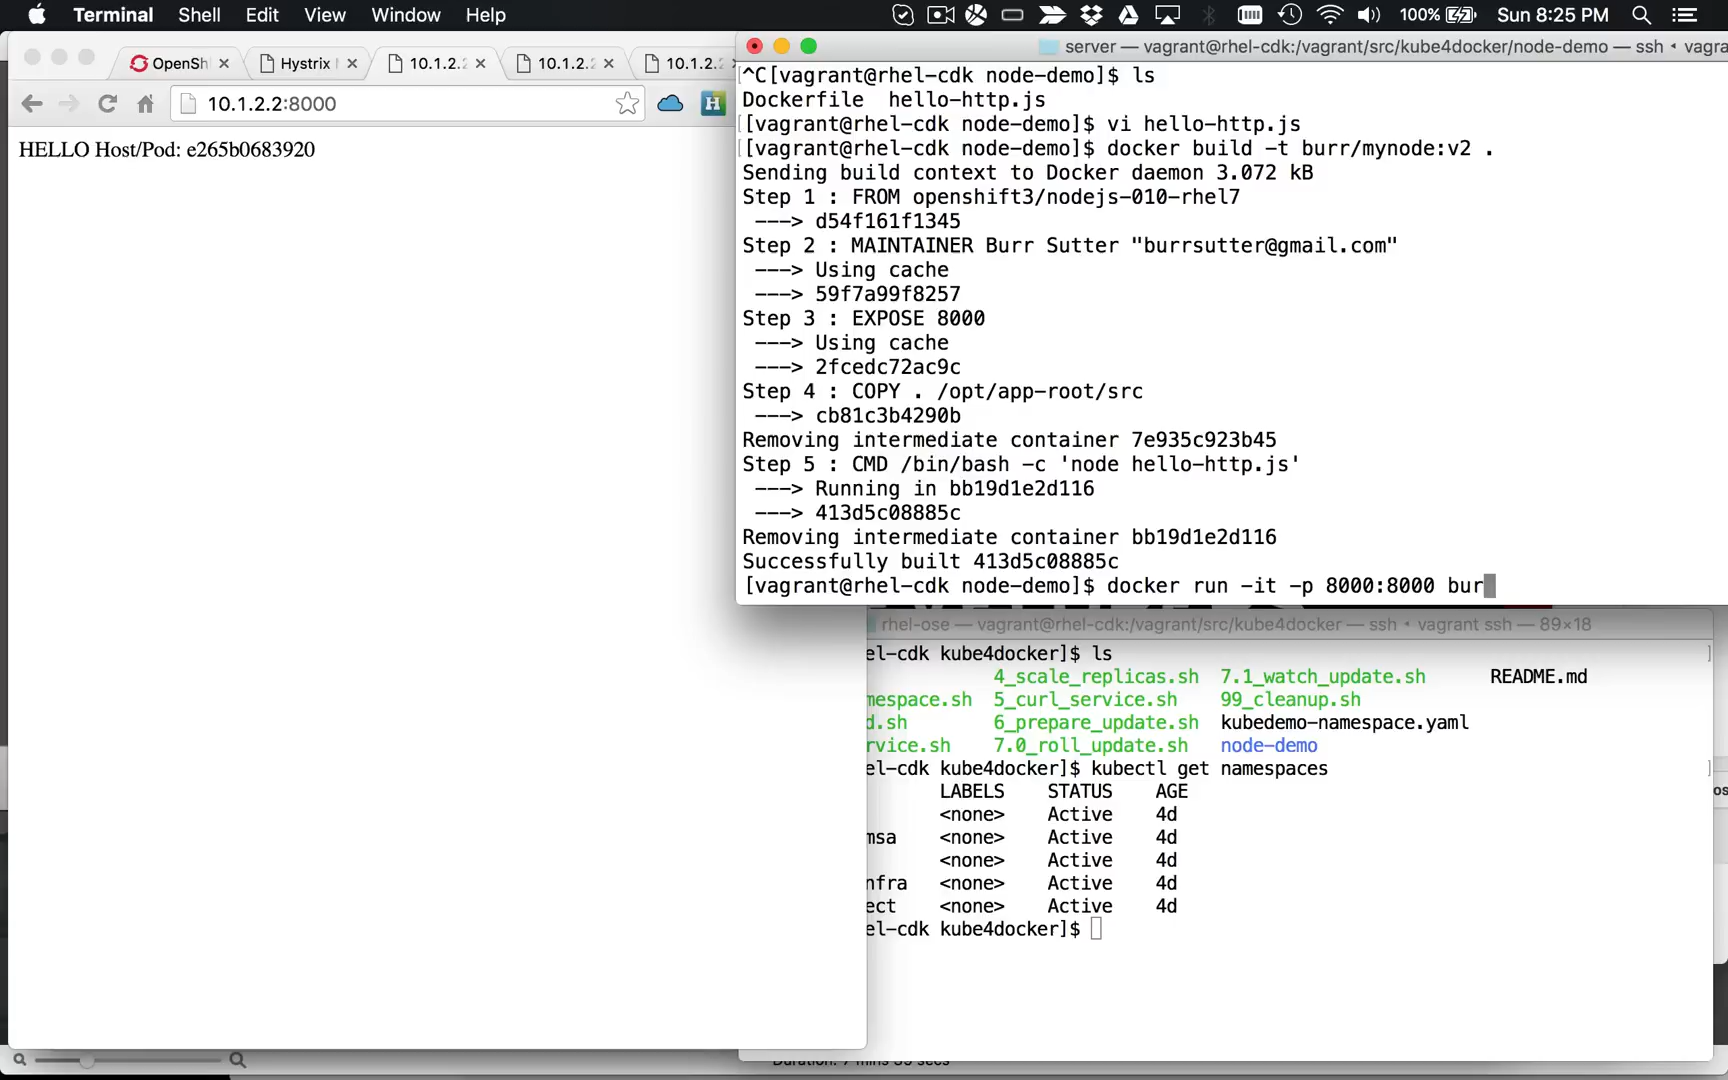 Terminal Shell Edit View Window Help
100% Sun 8:25 PM
OpenSh
Hystrix
10.1.2.2:
10.1.2.2:
10.1.2.2:
10.1.2.2:8000
HELLO Host/Pod: e265b0683920
server — vagrant@rhel-cdk:/vagrant/src/kube4docker/node-demo — ssh • vagra
^C[vagrant@rhel-cdk node-demo]$ ls
Dockerfile  hello-http.js
[vagrant@rhel-cdk node-demo]$ vi hello-http.js
[vagrant@rhel-cdk node-demo]$ docker build -t burr/mynode:v2 .
Sending build context to Docker daemon 3.072 kB
Step 1 : FROM openshift3/nodejs-010-rhel7
 ---> d54f161f1345
Step 2 : MAINTAINER Burr Sutter "burrsutter@gmail.com"
 ---> Using cache
 ---> 59f7a99f8257
Step 3 : EXPOSE 8000
 ---> Using cache
 ---> 2fcedc72ac9c
Step 4 : COPY . /opt/app-root/src
 ---> cb81c3b4290b
Removing intermediate container 7e935c923b45
Step 5 : CMD /bin/bash -c 'node hello-http.js'
 ---> Running in bb19d1e2d116
 ---> 413d5c08885c
Removing intermediate container bb19d1e2d116
Successfully built 413d5c08885c
[vagrant@rhel-cdk node-demo]$ docker run -it -p 8000:8000 bur
rhel-ose — vagrant@rhel-cdk:/vagrant/src/kube4docker — ssh • vagrant ssh — 89×18
el-cdk kube4docker]$ ls
4_scale_replicas.sh  7.1_watch_update.sh  README.md
mespace.sh  5_curl_service.sh  99_cleanup.sh
d.sh  6_prepare_update.sh  kubedemo-namespace.yaml
rvice.sh  7.0_roll_update.sh  node-demo
el-cdk kube4docker]$ kubectl get namespaces
LABELS  STATUS  AGE
<none>  Active  4d
msa  <none>  Active  4d
<none>  Active  4d
nfra  <none>  Active  4d
ect  <none>  Active  4d
el-cdk kube4docker]$